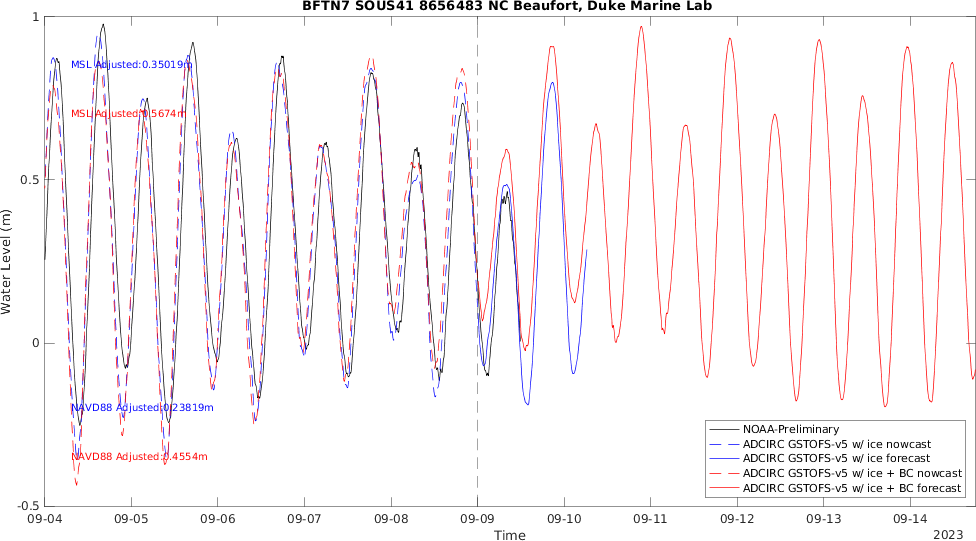 BFTN7 SOUS41 8656483 NC Beaufort, Duke Marine Lab
1
MSL Adjusted:0.35019m
MSL Adjusted:0.5674m
0.5
Water Level (m)
0
NAVD88 Adjusted:0.23819m
NAVD88 Adjusted:0.4554m
NOAA-Preliminary
ADCIRC GSTOFS-v5 w/ ice nowcast
ADCIRC GSTOFS-v5 w/ ice forecast
ADCIRC GSTOFS-v5 w/ ice + BC nowcast
ADCIRC GSTOFS-v5 w/ ice + BC forecast
-0.5
09-04 09-05 09-06 09-07 09-08 09-09 09-10 09-11 09-12 09-13 09-14
Time
2023